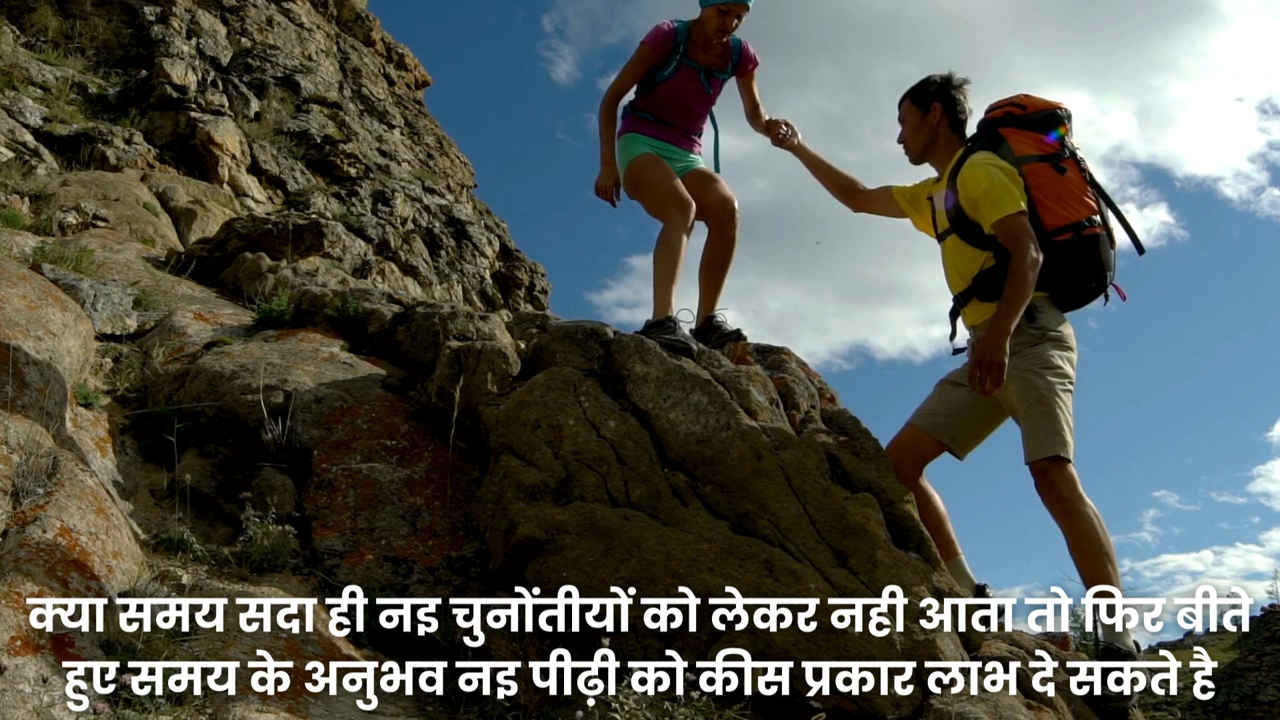 क्या समय सदा ही नइ चुनोंतीयों को लेकर नही आता तो फिर बीते
हुए समय के अनुभव नइ पीढ़ी को कीस प्रकार लाभ दे सकते है